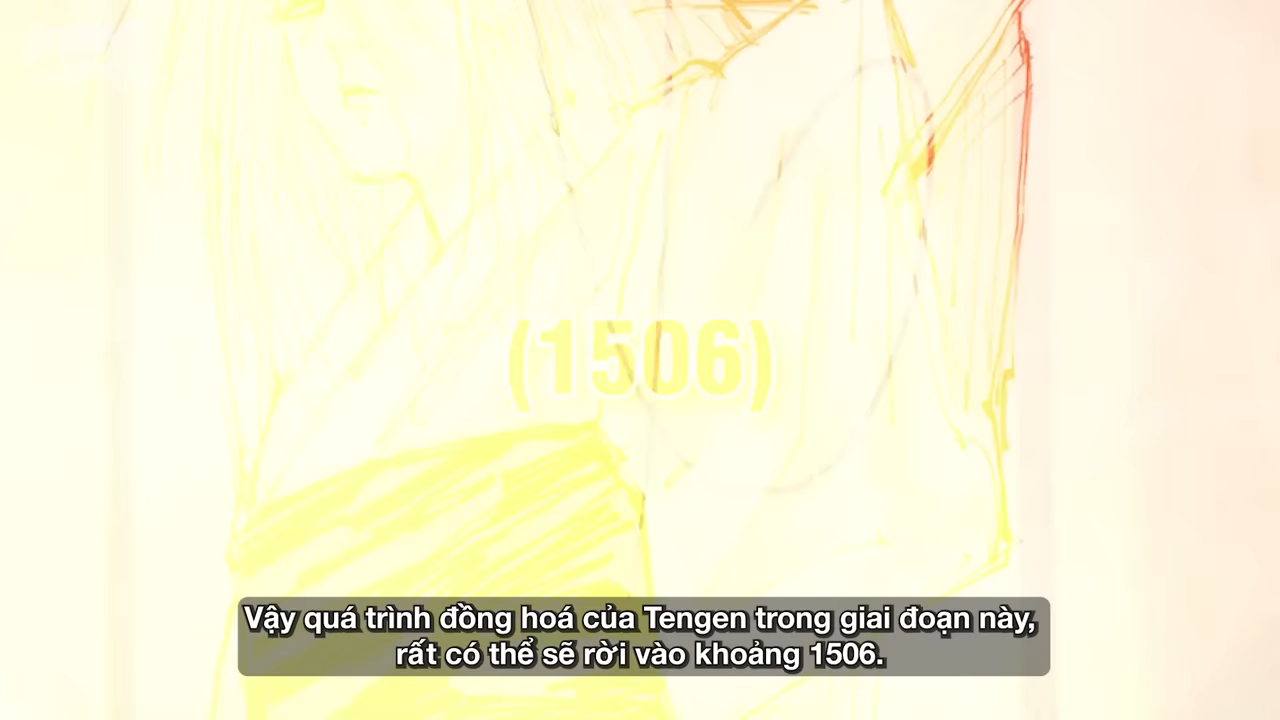 (1506)
Vậy quá trình đồng hoá của Tengen trong giai đoạn này,
rất có thể sẽ rời vào khoảng 1506.